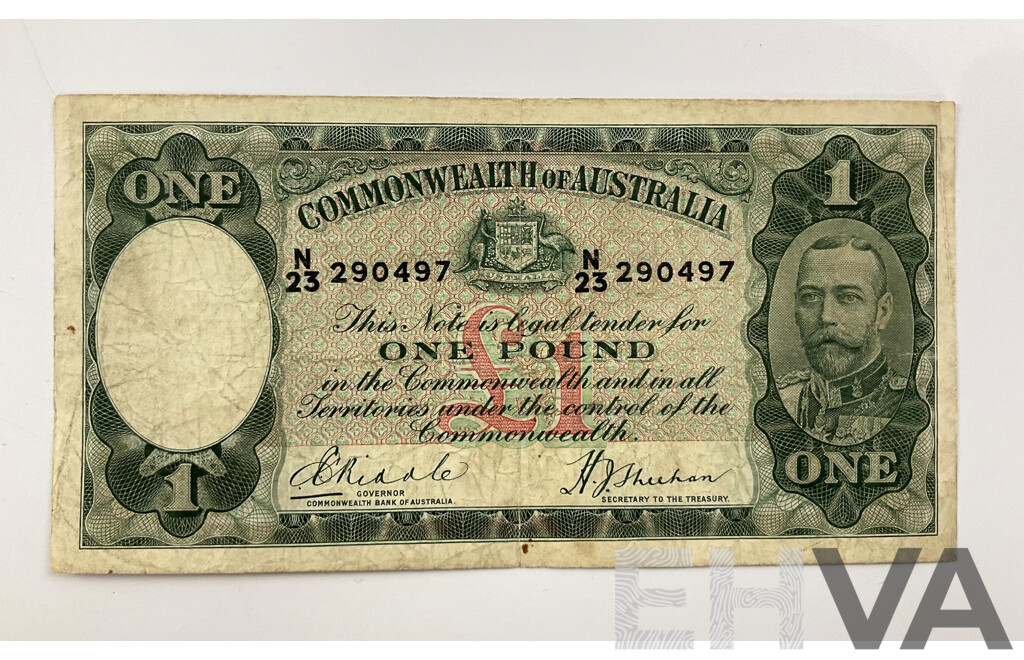 ONE
1
COMMONWEALTH OF AUSTRALIA
N
23 290497
N
23 290497
This Note is legal tender for
ONE POUND
in the Commonwealth and in all
Territories under the control of the
Commonwealth.
£1
C Riddle
GOVERNOR
COMMONWEALTH BANK OF AUSTRALIA.
H.J. Sheehan
SECRETARY TO THE TREASURY.
1
ONE
EHVA